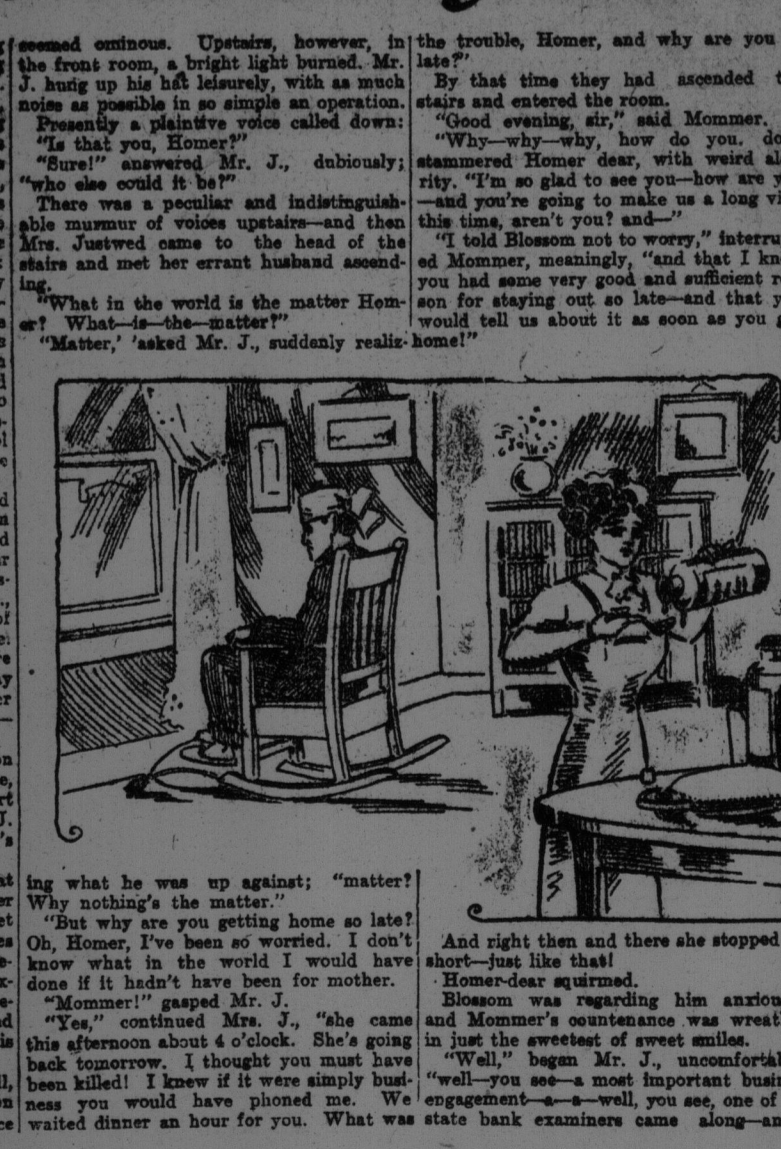 seemed ominous. Upstairs, however, in
the front room, a bright light burned. Mr.
J. hung up his hat leisurely, with as much
noise as possible in so simple an operation.
Presently a plaintive voice called down:
"Is that you, Homer?"
"Sure!" answered Mr. J., dubiously;
"who else could it be?"
There was a peculiar and indistinguish-
able murmur of voices upstairs—and then
Mrs. Justwed came to the head of the
stairs and met her errant husband ascend-
ing.
"What in the world is the matter Hom-
er? What—is—the—matter?"
"Matter,' 'asked Mr. J., suddenly realiz-
ing what he was up against; "matter?
Why nothing's the matter."
"But why are you getting home so late?
Oh, Homer, I've been so worried. I don't
know what in the world I would have
done if it hadn't have been for mother.
"Mommer!" gasped Mr. J.
"Yes," continued Mrs. J., "she came
this afternoon about 4 o'clock. She's going
back tomorrow. I thought you must have
been killed! I knew if it were simply busi-
ness you would have phoned me. We
waited dinner an hour for you. What was
the trouble, Homer, and why are you
late?"
By that time they had ascended
stairs and entered the room.
"Good evening, sir," said Mommer.
"Why—why—why, how do you. do
stammered Homer dear, with weird
rity. "I'm so glad to see you—how are
—and you're going to make us a long
this time, aren't you? and—"
"I told Blossom not to worry," interru
ed Mommer, meaningly, "and that I kn
you had some very good and sufficient
son for staying out so late—and that
would tell us about it as soon as you
home!"
And right then and there she stopped
short—just like that!
Homer-dear squirmed.
Blossom was regarding him anxiou
and Mommer's countenance was wreat
in just the sweetest of sweet smiles.
"Well," began Mr. J., uncomforta
"well—you see—a most important busi
engagement—a—a—well, you see, one of
state bank examiners came along—an